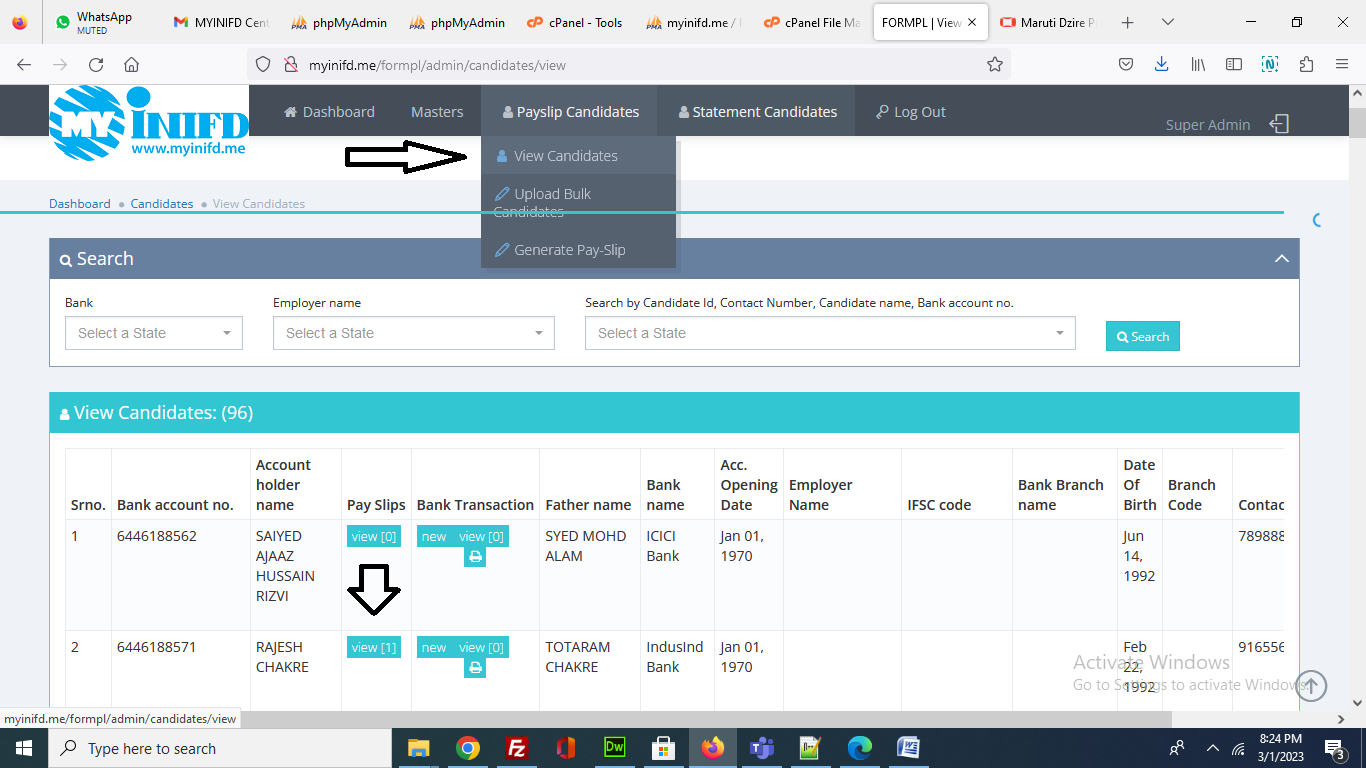 WhatsApp
MUTED
MYINIFD Cent
phpMyAdmin
phpMyAdmin
cPanel - Tools
myinifd.me /
cPanel File Ma
FORMPL | View
Maruti Dzire P
myinifd.me/formpl/admin/candidates/view
MY INIFD
www.myinifd.me
Dashboard
Masters
Payslip Candidates
Statement Candidates
Log Out
Super Admin
View Candidates
Upload Bulk
Candidates
Generate Pay-Slip
Dashboard Candidates View Candidates
Search
Bank
Employer name
Search by Candidate Id, Contact Number, Candidate name, Bank account no.
Select a State
Select a State
Select a State
Search
View Candidates: (96)
Srno.
Bank account no.
Account
holder
name
Pay Slips
Bank Transaction
Father name
Bank
name
Acc.
Opening
Date
Employer
Name
IFSC code
Bank Branch
name
Date
Of
Birth
Branch
Code
Contac
1
6446188562
SAIYED
AJAAZ
HUSSAIN
RIZVI
view [0]
new view [0]
SYED MOHD
ALAM
ICICI
Bank
Jan 01,
1970
Jun
14,
1992
789888
2
6446188571
RAJESH
CHAKRE
view [1]
new view [0]
TOTARAM
CHAKRE
IndusInd
Bank
Jan 01,
1970
Feb
22,
1992
916556
Activate Windows
Go to Settings to activate Windows.
myinifd.me/formpl/admin/candidates/view
Type here to search
Dw
8:24 PM
3/1/2023
3